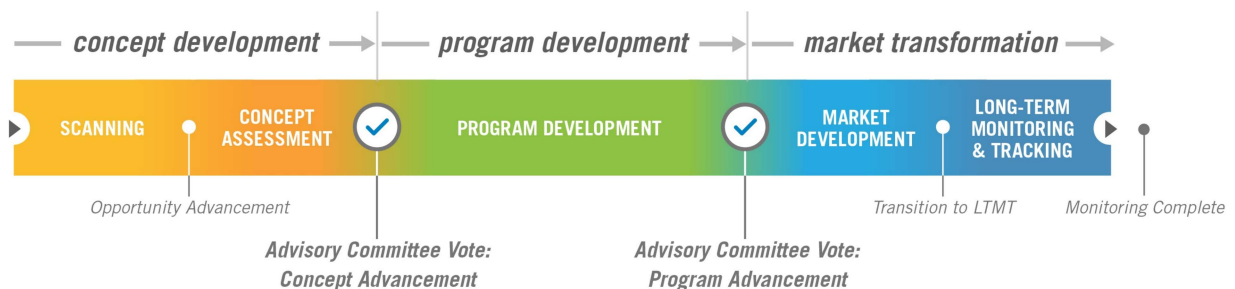 concept development
program development
market transformation
SCANNING
CONCEPT
ASSESSMENT
PROGRAM DEVELOPMENT
MARKET
DEVELOPMENT
LONG-TERM
MONITORING
& TRACKING
Opportunity Advancement
Transition to LTMT
Monitoring Complete
Advisory Committee Vote:
Concept Advancement
Advisory Committee Vote:
Program Advancement